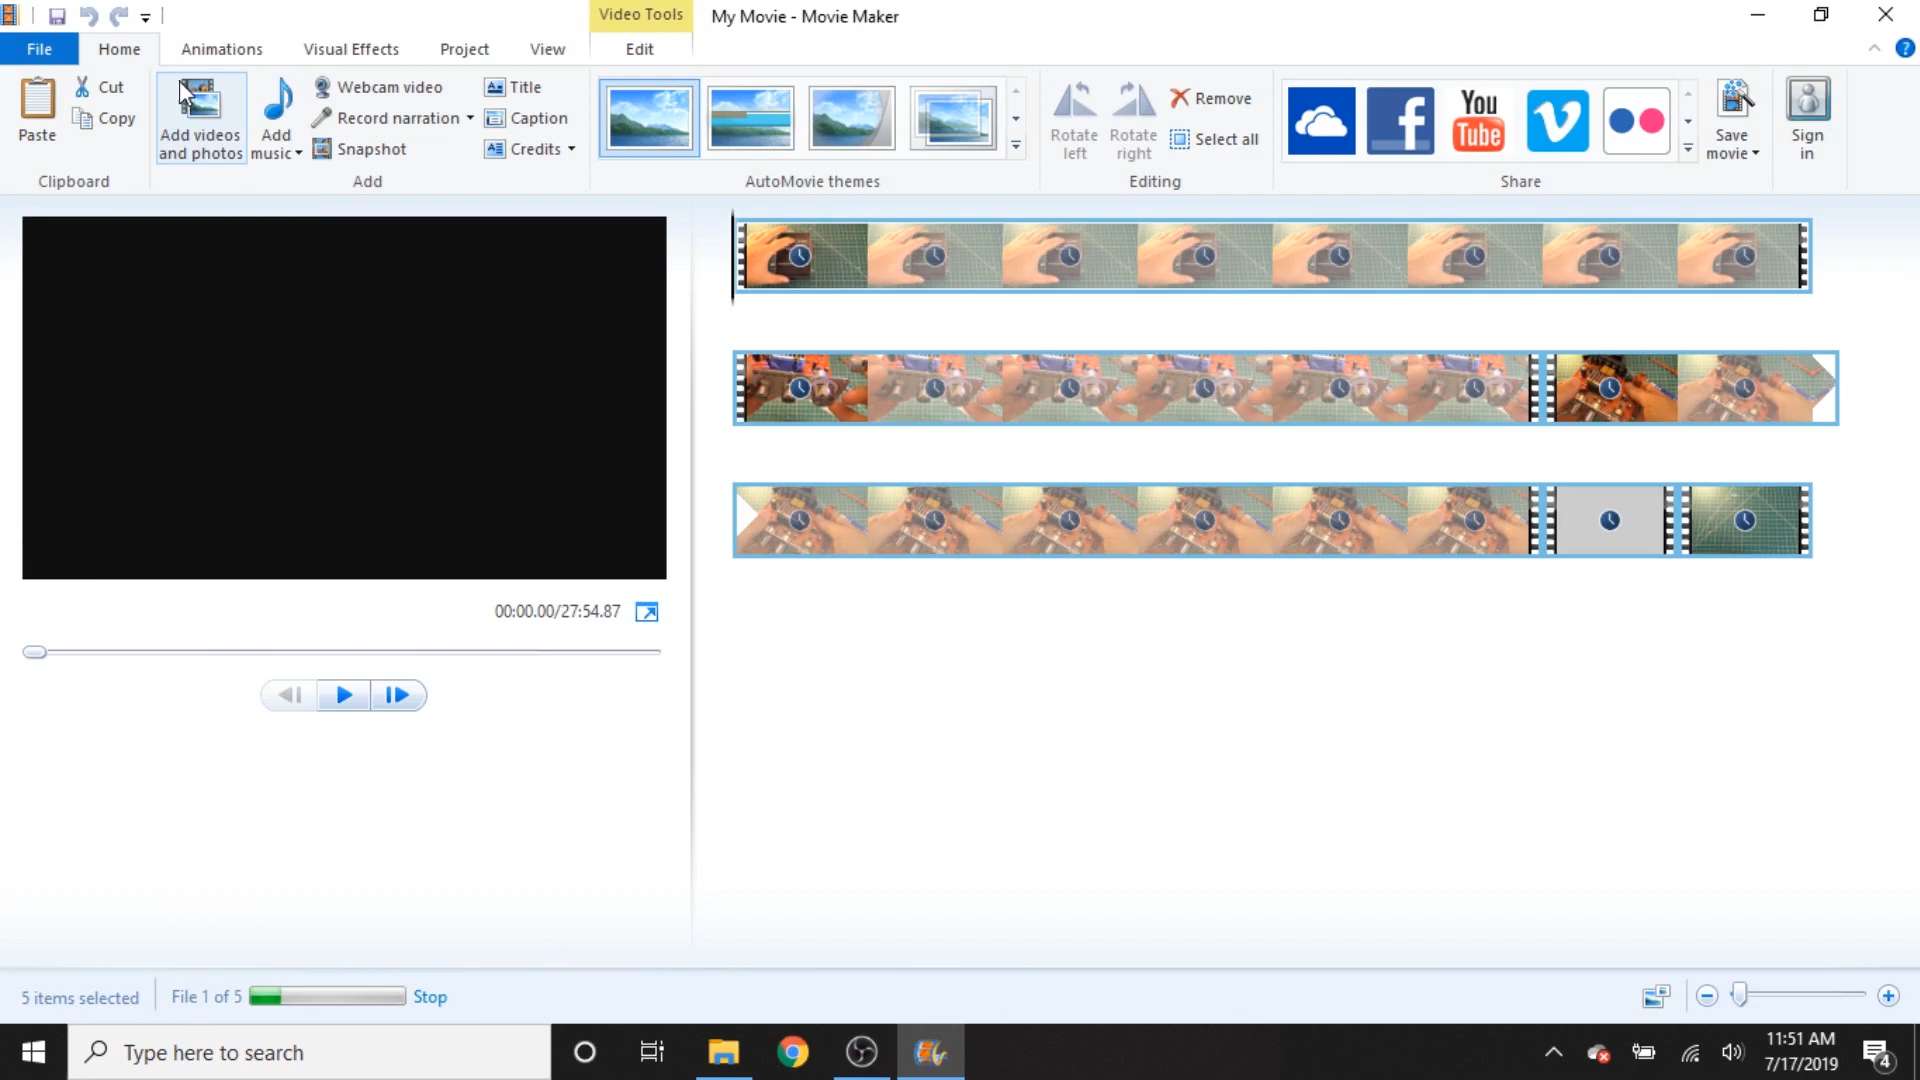 Video Tools
My Movie - Movie Maker
File
Home
Animations
Visual Effects
Project
View
Edit
Paste
Cut
Copy
Clipboard
Add videos
and photos
Add
music
Webcam video
Record narration
Snapshot
Title
Caption
Credits
Add
AutoMovie themes
Rotate
left
Rotate
right
Remove
Select all
Editing
You
Tube
Share
Save
movie
Sign
in
00:00.00/27:54.87
5 items selected
File 1 of 5
Stop
Type here to search
11:51 AM
7/17/2019
4